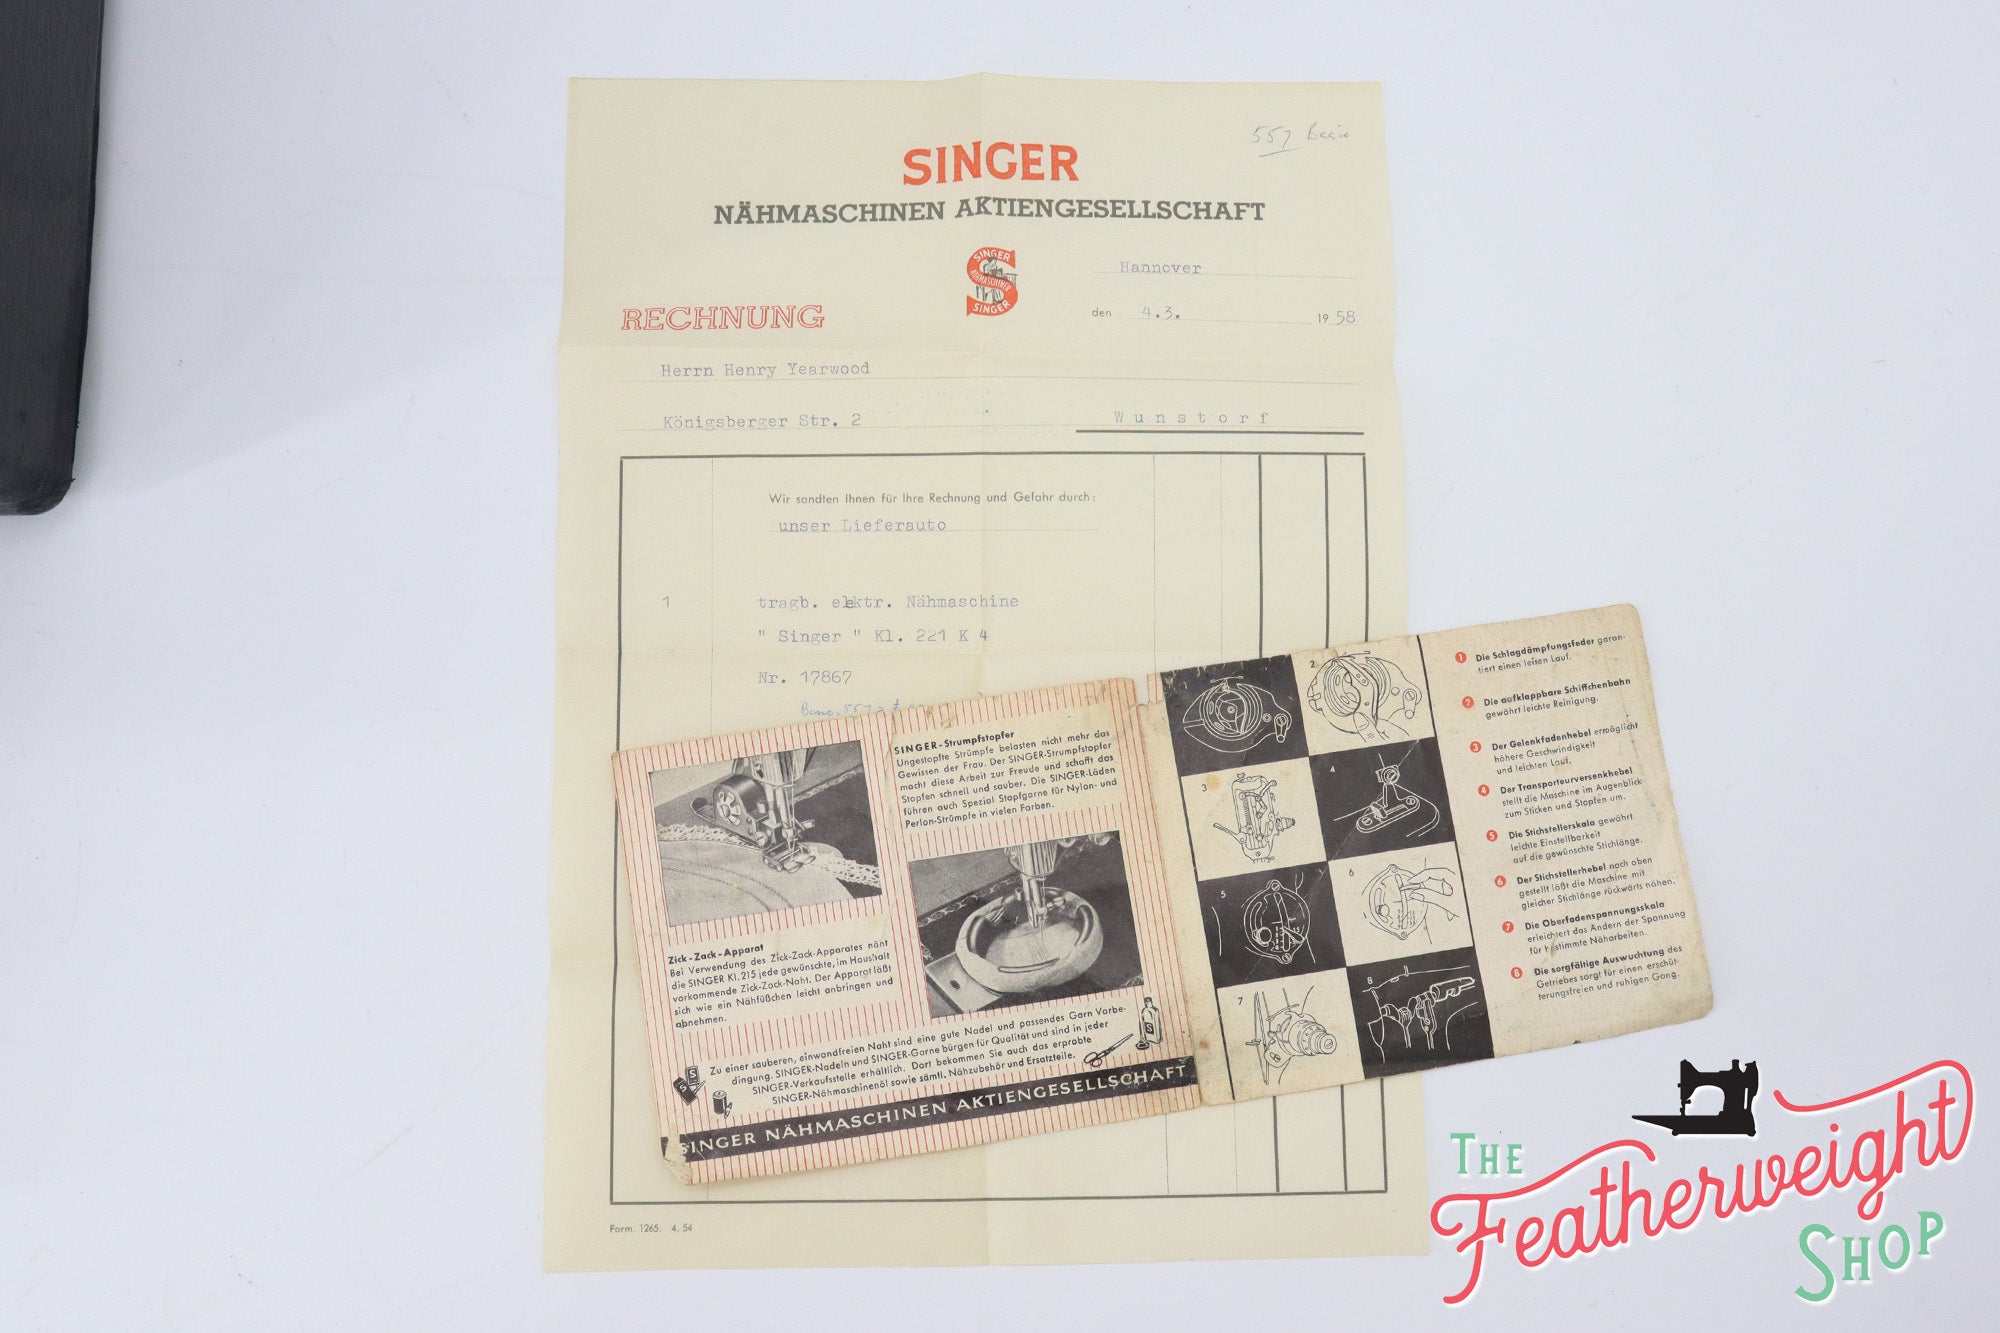 557 Basic
SINGER
NÄHMASCHINEN AKTIENGESELLSCHAFT
SINGER
NÄHMASCHINEN
SINGER
Hannover
RECHNUNG
den 4.3. 1958
Herrn Henry Yearwood
Königsberger Str. 2 Wunstorf
Wir sandten Ihnen für Ihre Rechnung und Gefahr durch:
unser Lieferauto
1 tragb. elektr. Nähmaschine
" Singer " Kl. 221 K 4
Nr. 17867
557
Form. 1265. 4. 54
Zick-Zack-Apparat
Bei Verwendung des Zick-Zack-Apparates näht
die SINGER Kl. 215 jede gewünschte, im Haushalt
vorkommende Zick-Zack-Naht. Der Apparat läßt
sich wie ein Nähfüßchen leicht anbringen und
abnehmen.
SINGER-Strumpfstopfer
Ungestopfte Strümpfe belasten nicht mehr das
Gewissen der Frau. Der SINGER-Strumpfstopfer
macht diese Arbeit zur Freude und schafft das
Stopfen schnell und sauber. Die SINGER-Läden
führen auch Spezial Stopfgarne für Nylon- und
Perlon-Strümpfe in vielen Farben.
Zu einer sauberen, einwandfreien Naht sind eine gute Nadel und passendes Garn Vorbe-
dingung. SINGER-Nadeln und SINGER-Garne bürgen für Qualität und sind in jeder
SINGER-Verkaufsstelle erhältlich. Dort bekommen Sie auch das erprobte
SINGER-Nähmaschinenöl sowie sämtl. Nähzubehör und Ersatzteile.
SINGER NÄHMASCHINEN AKTIENGESELLSCHAFT
1
2
3
4
5
6
7
8
1 Die Schlagdämpfungsfeder garan-
tiert einen leisen Lauf.
2 Die aufklappbare Schiffchenbahn
gewährt leichte Reinigung.
3 Der Gelenkfadenhebel ermöglicht
höhere Geschwindigkeit
und leichten Lauf.
4 Der Transporteurversenkhebel
stellt die Maschine im Augenblick
zum Sticken und Stopfen um.
5 Die Stichstellerskala gewährt
leichte Einstellbarkeit
auf die gewünschte Stichlänge.
6 Der Stichstellerhebel nach oben
gestellt läßt die Maschine mit
gleicher Stichlänge rückwärts nähen.
7 Die Oberfadenspannungsskala
erleichtert das Ändern der Spannung
für bestimmte Näharbeiten.
8 Die sorgfältige Auswuchtung des
Getriebes sorgt für einen erschüt-
terungsfreien und ruhigen Gang.
THE
Featherweight
SHOP